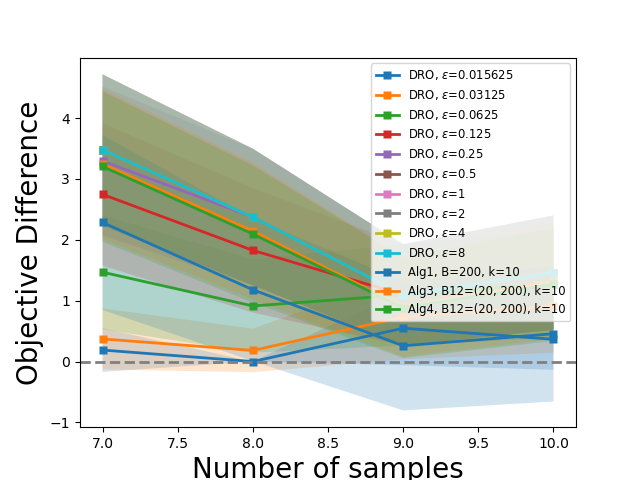 DRO, ε=0.015625
DRO, ε=0.03125
DRO, ε=0.0625
DRO, ε=0.125
DRO, ε=0.25
DRO, ε=0.5
DRO, ε=1
DRO, ε=2
DRO, ε=4
DRO, ε=8
Alg1, B=200, k=10
Alg3, B12=(20, 200), k=10
Alg4, B12=(20, 200), k=10
Objective Difference
4
3
2
1
0
−1
7.0 7.5 8.0 8.5 9.0 9.5 10.0
Number of samples